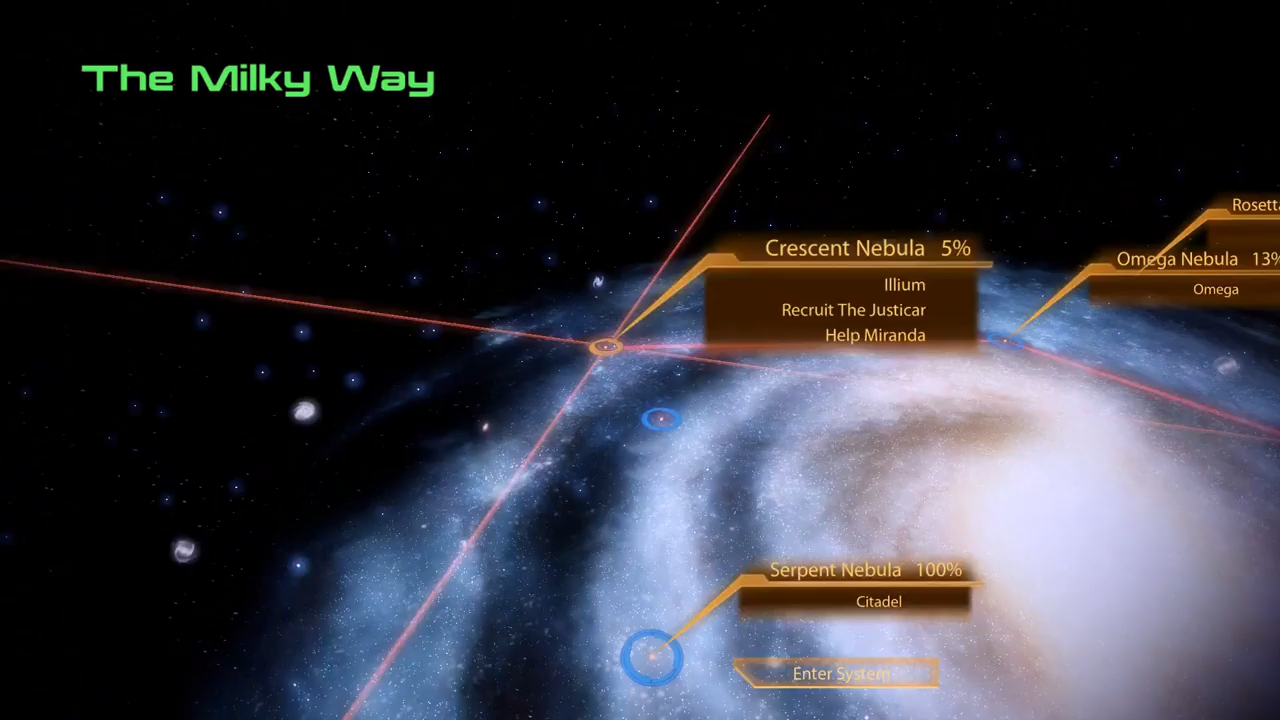 The Milky Way
Rosetta
Crescent Nebula 5%
Omega Nebula 13%
Illium
Omega
Recruit The Justicar
Help Miranda
Serpent Nebula 100%
Citadel
Enter System